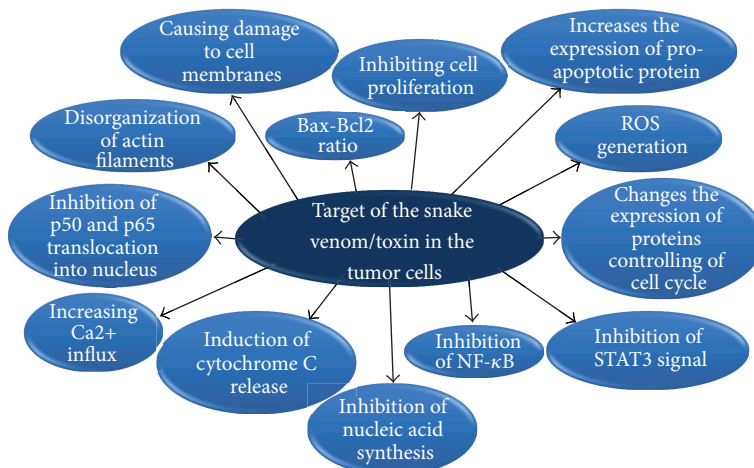 Causing damage
to cell
membranes
Inhibiting cell
proliferation
Increases the
expression of pro-
apoptotic protein
Disorganization
of actin
filaments
Bax-Bcl2
ratio
ROS
generation
Inhibition of
p50 and p65
translocation
into nucleus
Target of the snake
venom/toxin in the
tumor cells
Changes the
expression of
proteins
controlling of
cell cycle
Increasing
Ca2+
influx
Induction of
cytochrome C
release
Inhibition of
nucleic acid
synthesis
Inhibition
of NF-κB
Inhibition of
STAT3 signal